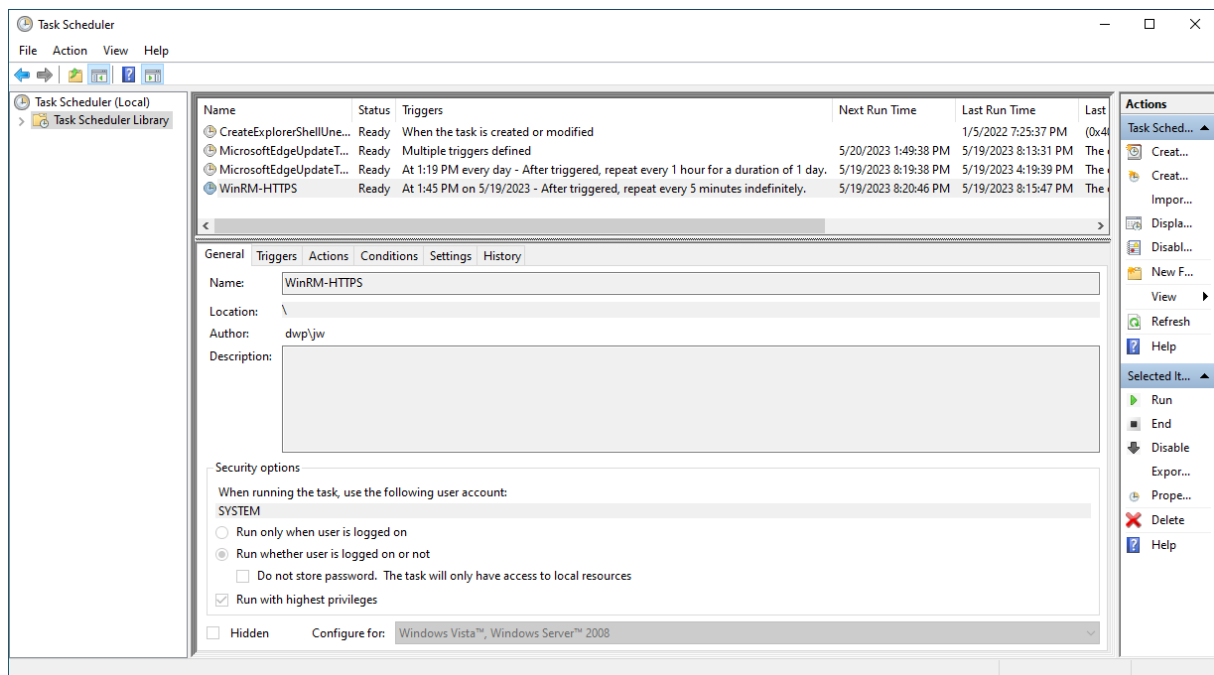 Task Scheduler
File Action View Help
Task Scheduler (Local)
Task Scheduler Library
Name Status Triggers Next Run Time Last Run Time Last
CreateExplorerShellUne... Ready When the task is created or modified 1/5/2022 7:25:37 PM (0x40
MicrosoftEdgeUpdateT... Ready Multiple triggers defined 5/20/2023 1:49:38 PM 5/19/2023 8:13:31 PM The
MicrosoftEdgeUpdateT... Ready At 1:19 PM every day - After triggered, repeat every 1 hour for a duration of 1 day. 5/19/2023 8:19:38 PM 5/19/2023 4:19:39 PM The
WinRM-HTTPS Ready At 1:45 PM on 5/19/2023 - After triggered, repeat every 5 minutes indefinitely. 5/19/2023 8:20:46 PM 5/19/2023 8:15:47 PM The
General Triggers Actions Conditions Settings History
Name: WinRM-HTTPS
Location: \
Author: dwp\jw
Description:
Security options
When running the task, use the following user account:
SYSTEM
Run only when user is logged on
Run whether user is logged on or not
Do not store password. The task will only have access to local resources
Run with highest privileges
Hidden Configure for: Windows Vista™, Windows Server™ 2008
Actions
Task Sched...
Creat...
Creat...
Impor...
Displa...
Disabl...
New F...
View
Refresh
Help
Selected It...
Run
End
Disable
Expor...
Prope...
Delete
Help